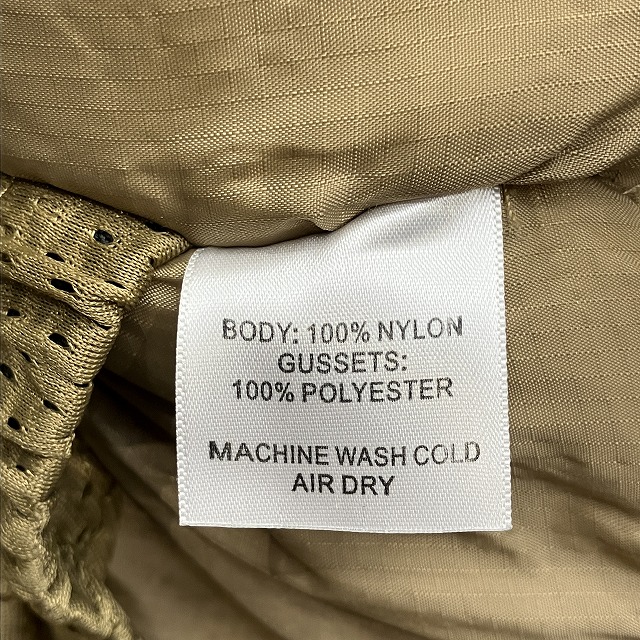 BODY: 100% NYLON
GUSSETS:
100% POLYESTER
MACHINE WASH COLD
AIR DRY